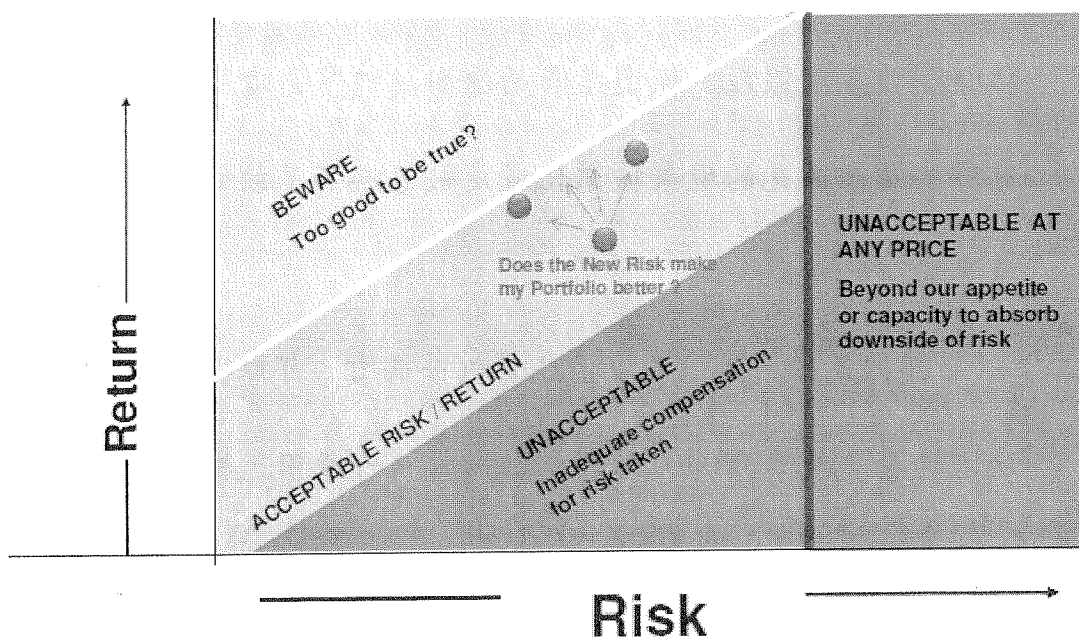 BEWARE
Too good to be true?
Does the New Risk make
my Portfolio better ?
UNACCEPTABLE AT
ANY PRICE
Beyond our appetite
or capacity to absorb
downside of risk
ACCEPTABLE RISK / RETURN
UNACCEPTABLE
Inadequate compensation
for risk taken
Return
Risk